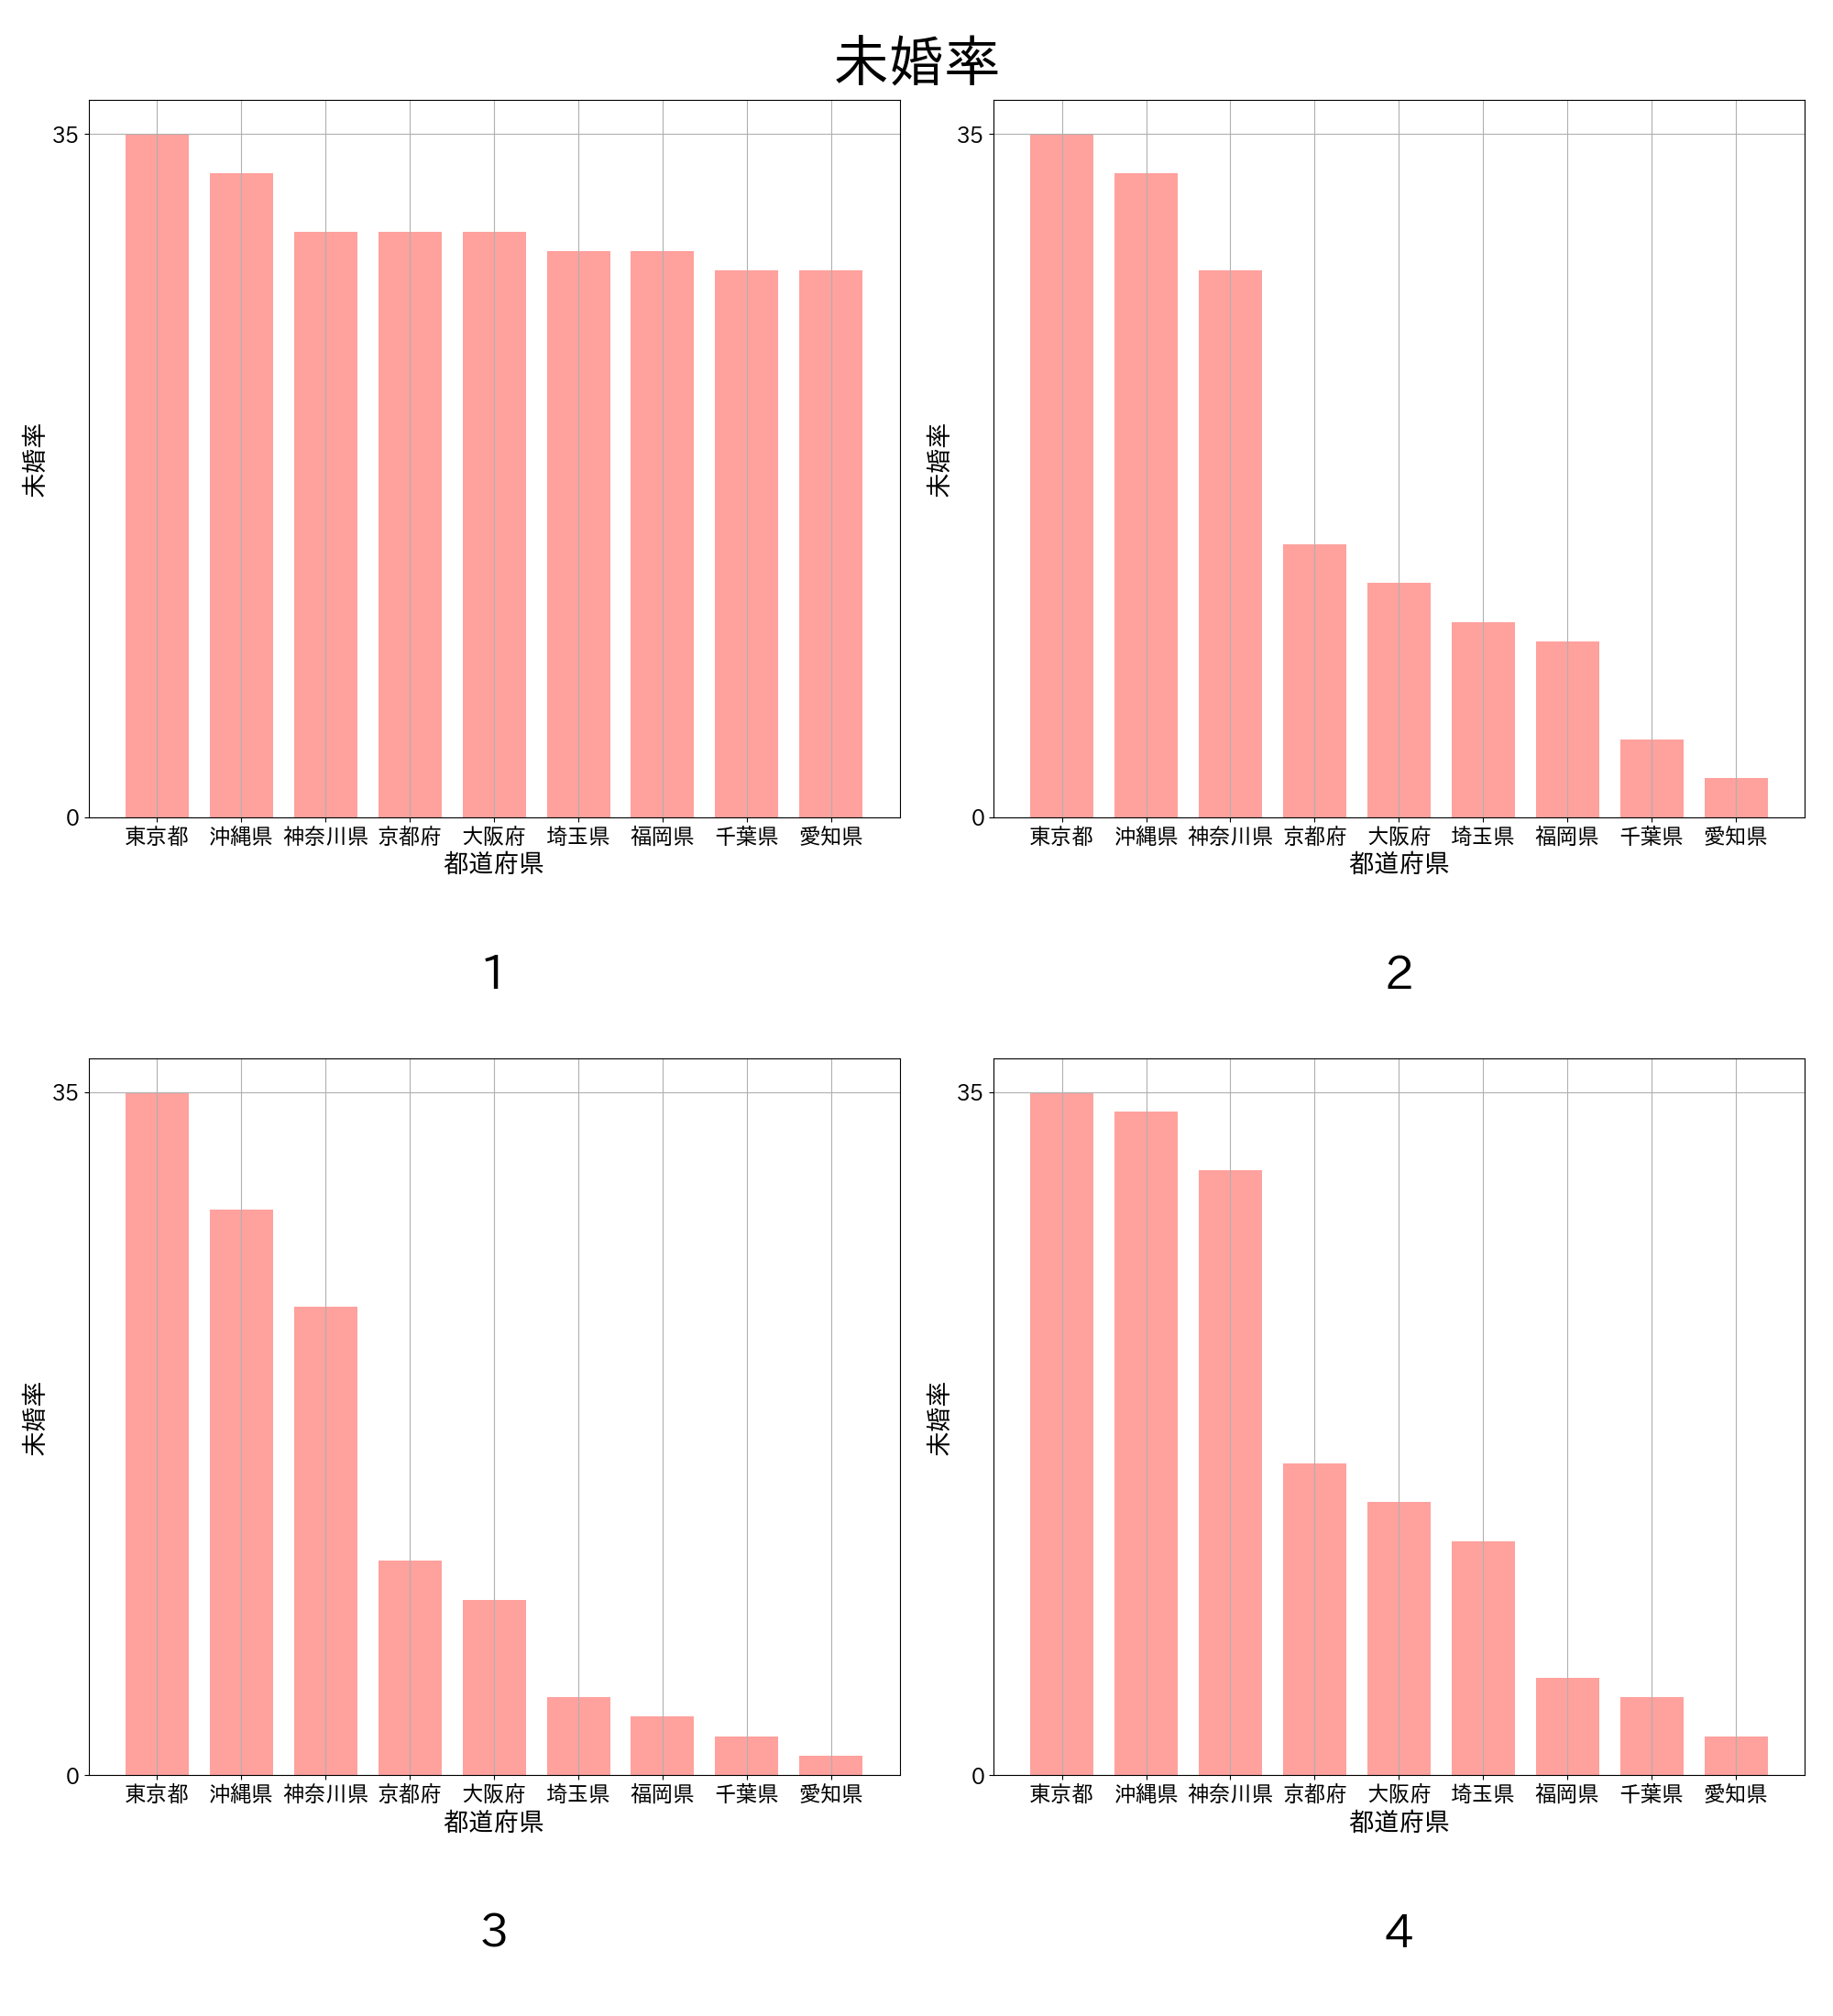 未婚率
35
0
未婚率
東京都 沖縄県 神奈川県 京都府 大阪府 埼玉県 福岡県 千葉県 愛知県
都道府県
1
35
0
未婚率
東京都 沖縄県 神奈川県 京都府 大阪府 埼玉県 福岡県 千葉県 愛知県
都道府県
2
35
0
未婚率
東京都 沖縄県 神奈川県 京都府 大阪府 埼玉県 福岡県 千葉県 愛知県
都道府県
3
35
0
未婚率
東京都 沖縄県 神奈川県 京都府 大阪府 埼玉県 福岡県 千葉県 愛知県
都道府県
4